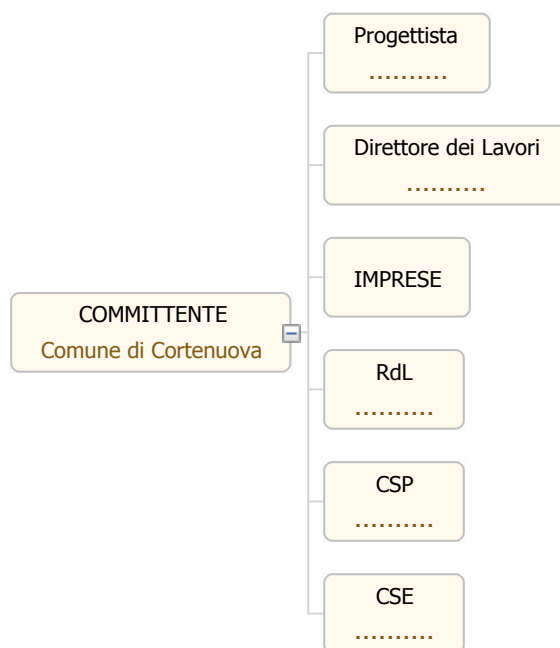 Progettista
..........
Direttore dei Lavori
..........
IMPRESE
COMMITTENTE
Comune di Cortenuova
RdL
..........
CSP
..........
CSE
..........